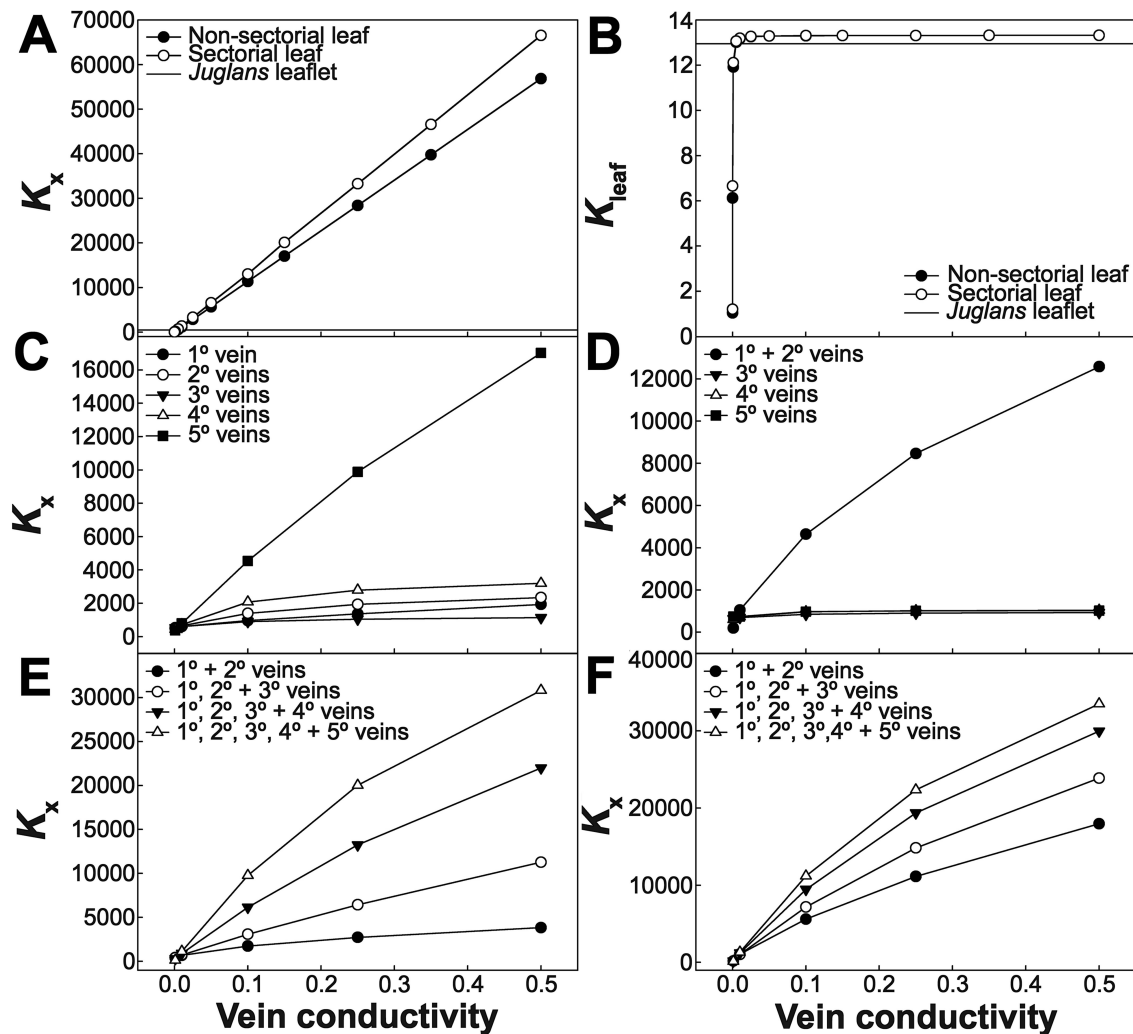 A
70000
60000
50000
40000
30000
20000
10000
0
Kx
Non-sectorial leaf
Sectorial leaf
Juglans leaflet
B
14
12
10
8
6
4
2
0
Kleaf
Non-sectorial leaf
Sectorial leaf
Juglans leaflet
C
16000
14000
12000
10000
8000
6000
4000
2000
0
Kx
1º vein
2º veins
3º veins
4º veins
5º veins
D
12000
10000
8000
6000
4000
2000
0
Kx
1º + 2º veins
3º veins
4º veins
5º veins
E
30000
25000
20000
15000
10000
5000
0
Kx
1º + 2º veins
1º, 2º + 3º veins
1º, 2º, 3º + 4º veins
1º, 2º, 3º, 4º + 5º veins
0.0 0.1 0.2 0.3 0.4 0.5
Vein conductivity
F
40000
30000
20000
10000
0
Kx
1º + 2º veins
1º, 2º + 3º veins
1º, 2º, 3º + 4º veins
1º, 2º, 3º,4º + 5º veins
0.0 0.1 0.2 0.3 0.4 0.5
Vein conductivity